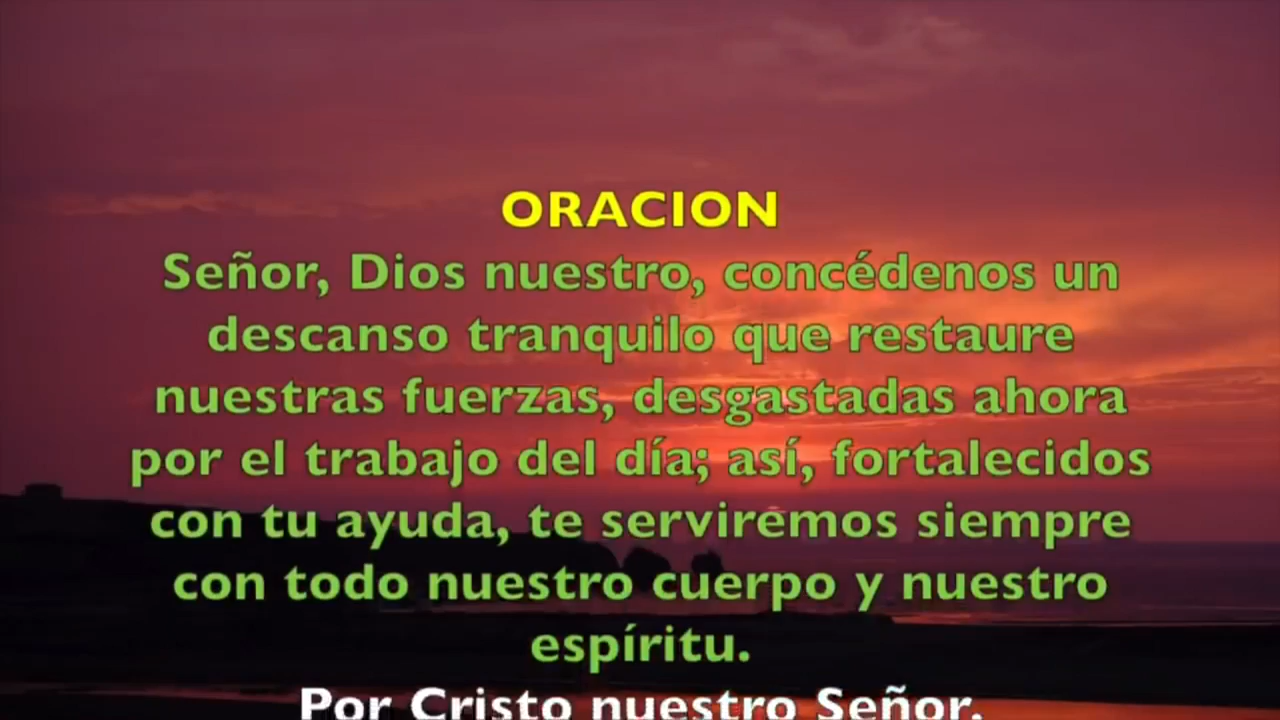 ORACION
Señor, Dios nuestro, concédenos un
descanso tranquilo que restaure
nuestras fuerzas, desgastadas ahora
por el trabajo del día; así, fortalecidos
con tu ayuda, te serviremos siempre
con todo nuestro cuerpo y nuestro
espíritu.
Por Cristo nuestro Señor.